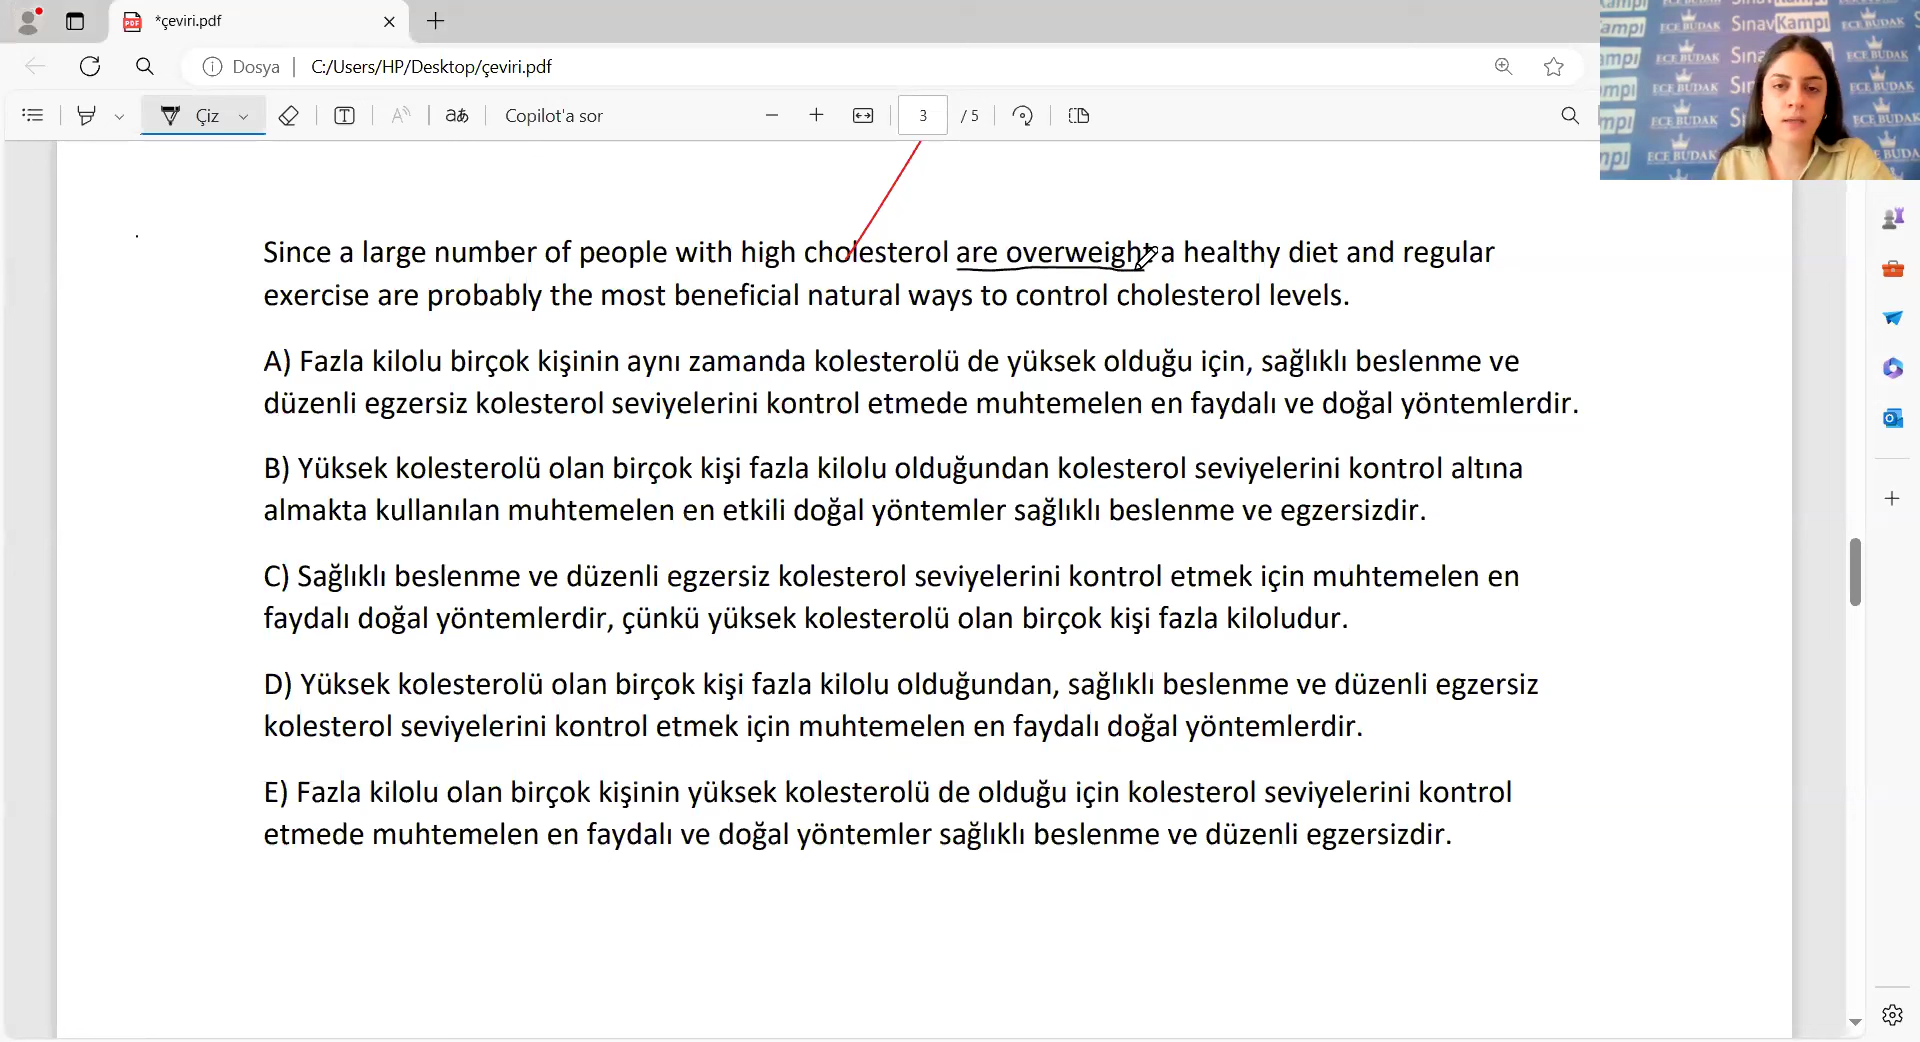 *çeviri.pdf
Dosya
C:/Users/HP/Desktop/çeviri.pdf
Çiz
aあ
Copilot'a sor
3
/ 5
SınavKampı
ECE BUDAK
Since a large number of people with high cholesterol are overweight a healthy diet and regular
exercise are probably the most beneficial natural ways to control cholesterol levels.
A) Fazla kilolu birçok kişinin aynı zamanda kolesterolü de yüksek olduğu için, sağlıklı beslenme ve
düzenli egzersiz kolesterol seviyelerini kontrol etmede muhtemelen en faydalı ve doğal yöntemlerdir.
B) Yüksek kolesterolü olan birçok kişi fazla kilolu olduğundan kolesterol seviyelerini kontrol altına
almakta kullanılan muhtemelen en etkili doğal yöntemler sağlıklı beslenme ve egzersizdir.
C) Sağlıklı beslenme ve düzenli egzersiz kolesterol seviyelerini kontrol etmek için muhtemelen en
faydalı doğal yöntemlerdir, çünkü yüksek kolesterolü olan birçok kişi fazla kiloludur.
D) Yüksek kolesterolü olan birçok kişi fazla kilolu olduğundan, sağlıklı beslenme ve düzenli egzersiz
kolesterol seviyelerini kontrol etmek için muhtemelen en faydalı doğal yöntemlerdir.
E) Fazla kilolu olan birçok kişinin yüksek kolesterolü de olduğu için kolesterol seviyelerini kontrol
etmede muhtemelen en faydalı ve doğal yöntemler sağlıklı beslenme ve düzenli egzersizdir.